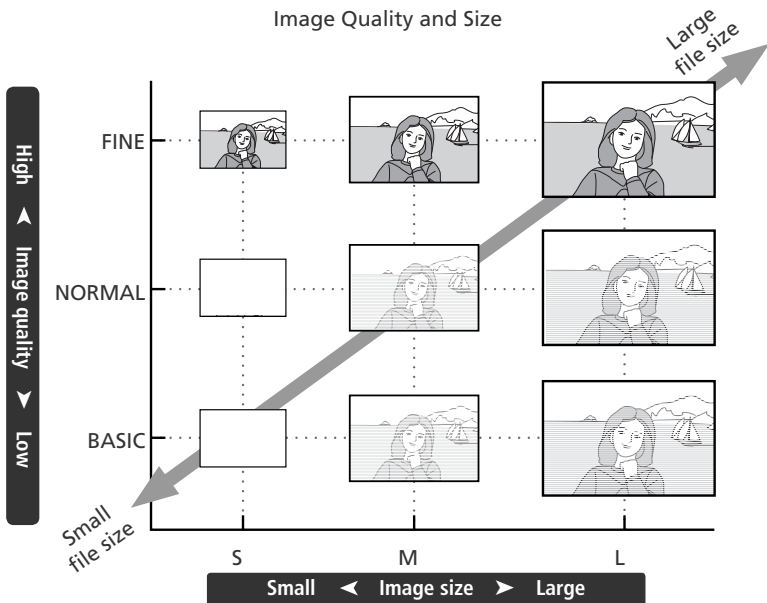 Image Quality and Size
Large
file size
FINE
NORMAL
BASIC
High
Image quality
Low
Small
file size
S
M
L
Small
Image size
Large